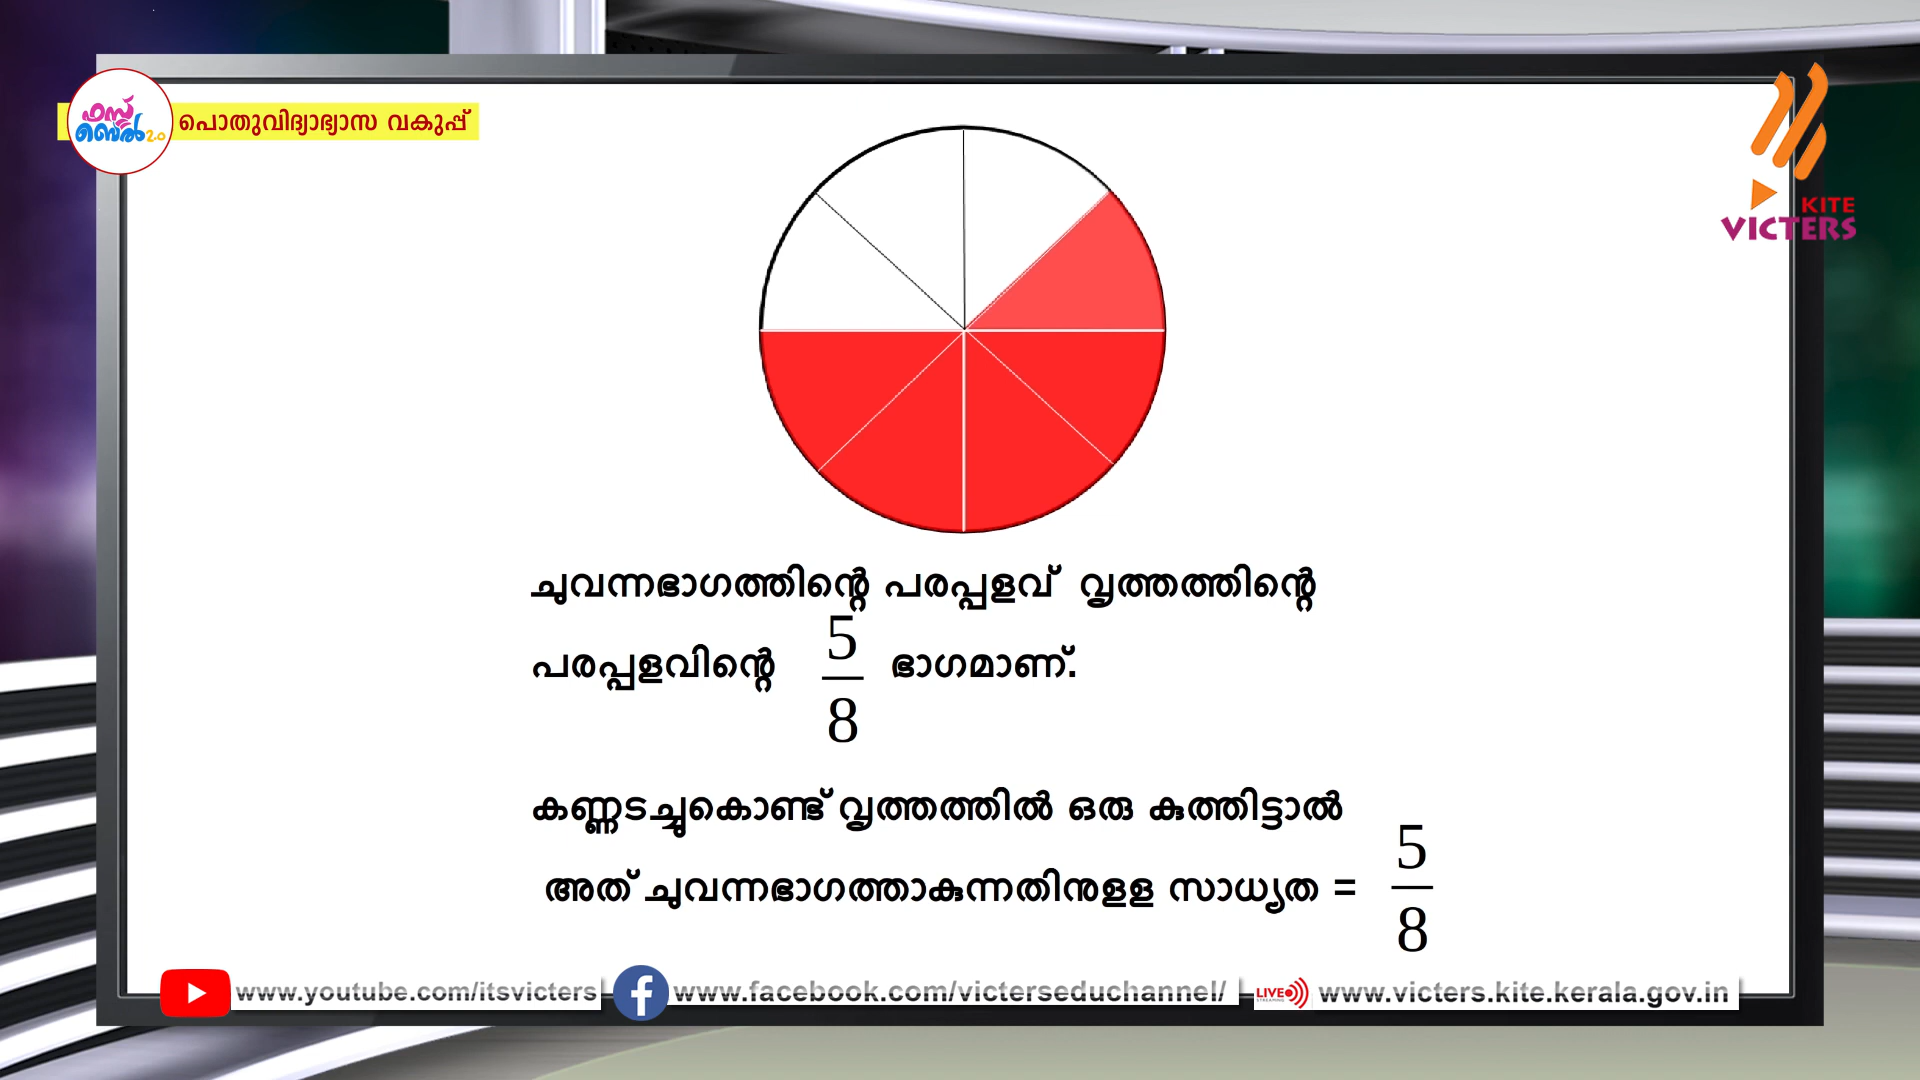 ഫസ്റ്റ്
ബെൽ 2.0
പൊതുവിദ്യാഭ്യാസ വകുപ്പ്
KITE
VICTERS
ചുവന്നഭാഗത്തിന്റെ പരപ്പളവ് വൃത്തത്തിന്റെ
പരപ്പളവിന്റെ 5/8 ഭാഗമാണ്.
കണ്ണടച്ചുകൊണ്ട് വൃത്തത്തിൽ ഒരു കുത്തിട്ടാൽ
അത് ചുവന്നഭാഗത്താകുന്നതിനുളള സാധ്യത = 5/8
www.youtube.com/itsvicters
www.facebook.com/victerseduchannel/
LIVE
STREAMING
www.victers.kite.kerala.gov.in